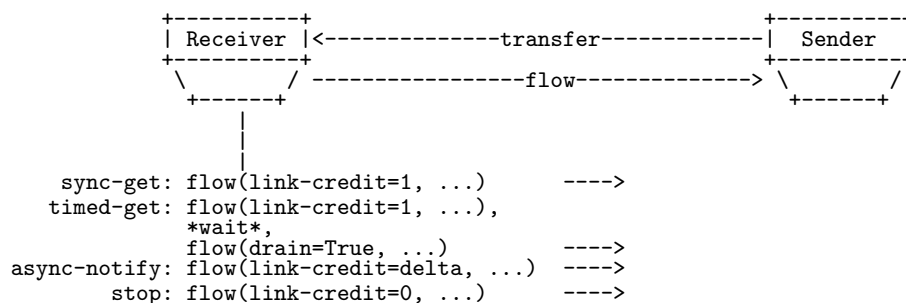 Receiver <---transfer--- Sender
---flow--->
sync-get: flow(link-credit=1, ...) ---->
timed-get: flow(link-credit=1, ...),
*wait*,
flow(drain=True, ...) ---->
async-notify: flow(link-credit=delta, ...) ---->
stop: flow(link-credit=0, ...) ---->